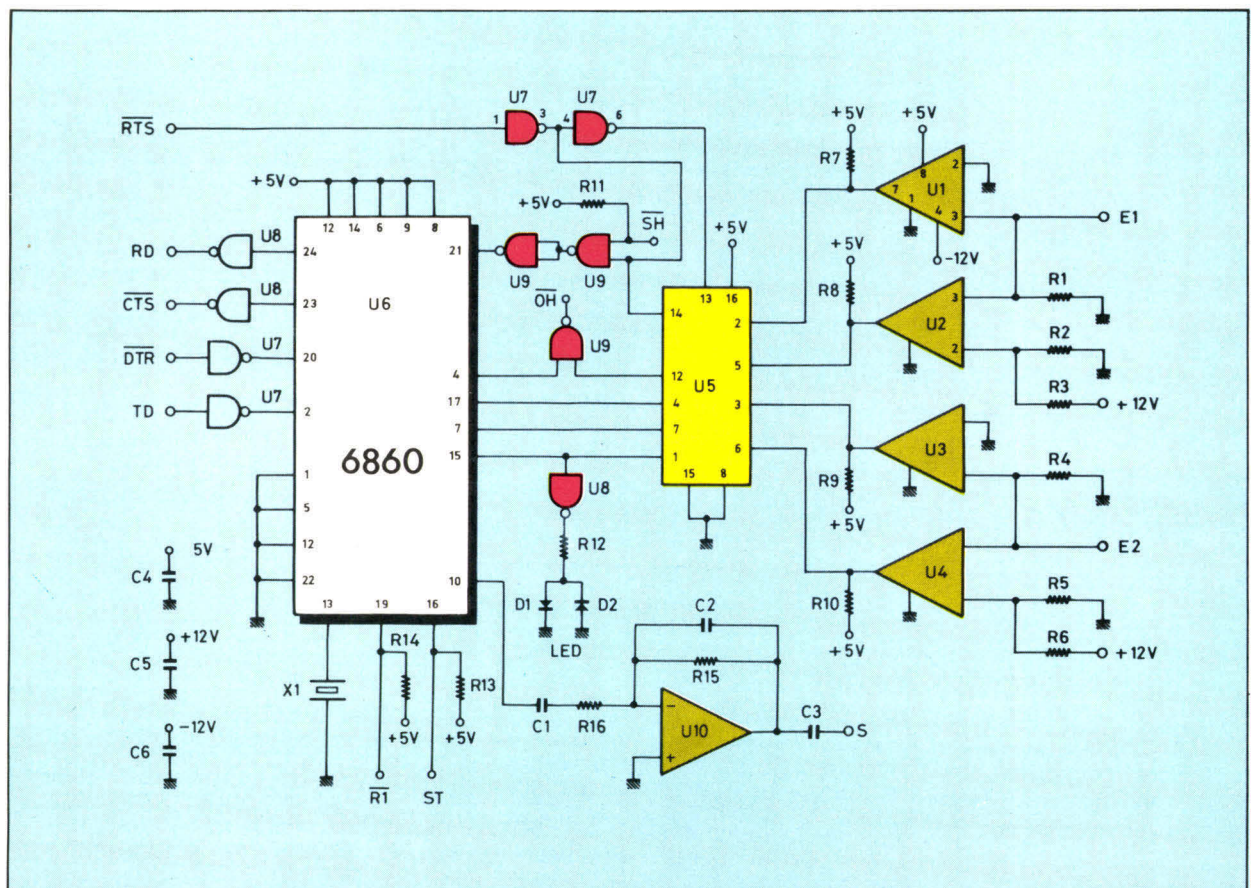 U7 U7
RTS 1 3 4 6
+5V +5V
R7 8 2
7 U1
1 4 3 E1
-12V
+5V
12 14 6 9 8
R11
+5V
SH
+5V
RD U8 24 21
U9 U9
CTS U8 23
U6
OH
U9
DTR U7 20
TD U7 2
4
17
7
15
6860
13 16
14 2
5
U5
12
4 3
7
1 6
15 8
+5V
R8 3 R1
U2
2 R2
R3
+12V
U3
R9 R4
+5V
E2
U4
R10 R5
+5V R6
+12V
U8
R12
D1 D2
LED
1
5
12
22
10
13 19 16
5V
C4
+12V
C5
-12V
C6
X1
R14 R13
+5V +5V
R1 ST
C2
R15
C1 R16 - U10 C3 S
+